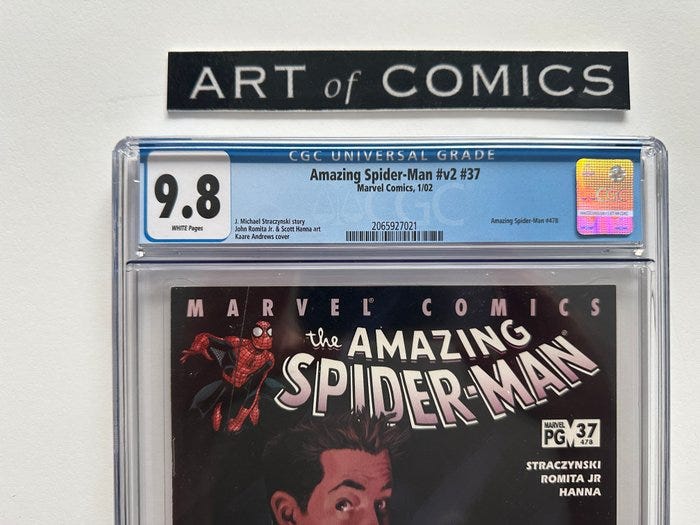 ART of COMICS
CGC UNIVERSAL GRADE
9.8
WHITE Pages
Amazing Spider-Man #v2 #37
Marvel Comics, 1/02
J. Michael Straczynski story
John Romita Jr. & Scott Hanna art
Kaare Andrews cover
2065927021
Amazing Spider-Man #478
CGC
MARVEL COMICS
the AMAZING
SPIDER-MAN
MARVEL
PG 37
478
STRACZYNSKI
ROMITA JR
HANNA